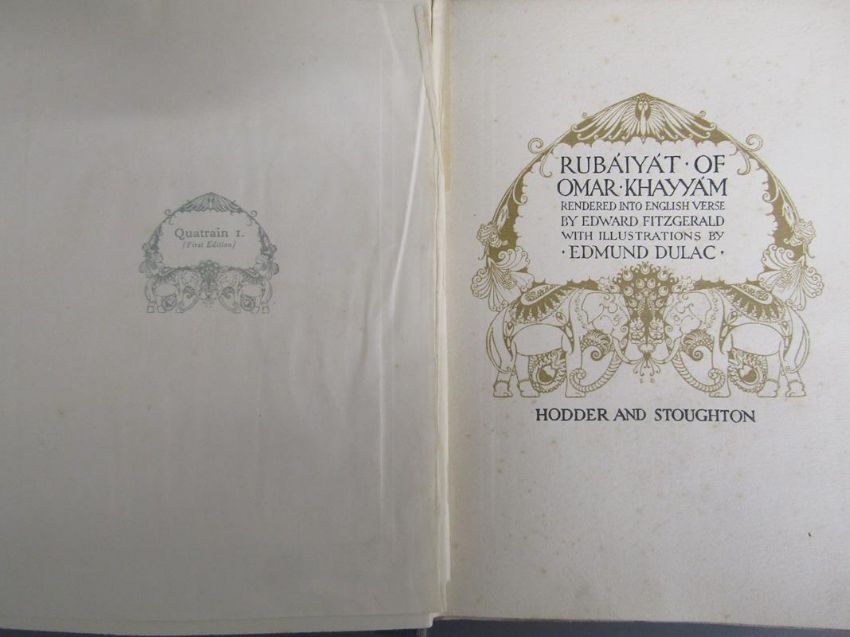 Quatrain 1.
(First Edition)
RUBÁIYÁT · OF
OMAR · KHAYYÁM
RENDERED INTO ENGLISH VERSE
BY EDWARD FITZGERALD
WITH ILLUSTRATIONS BY
· EDMUND DULAC ·
HODDER AND STOUGHTON